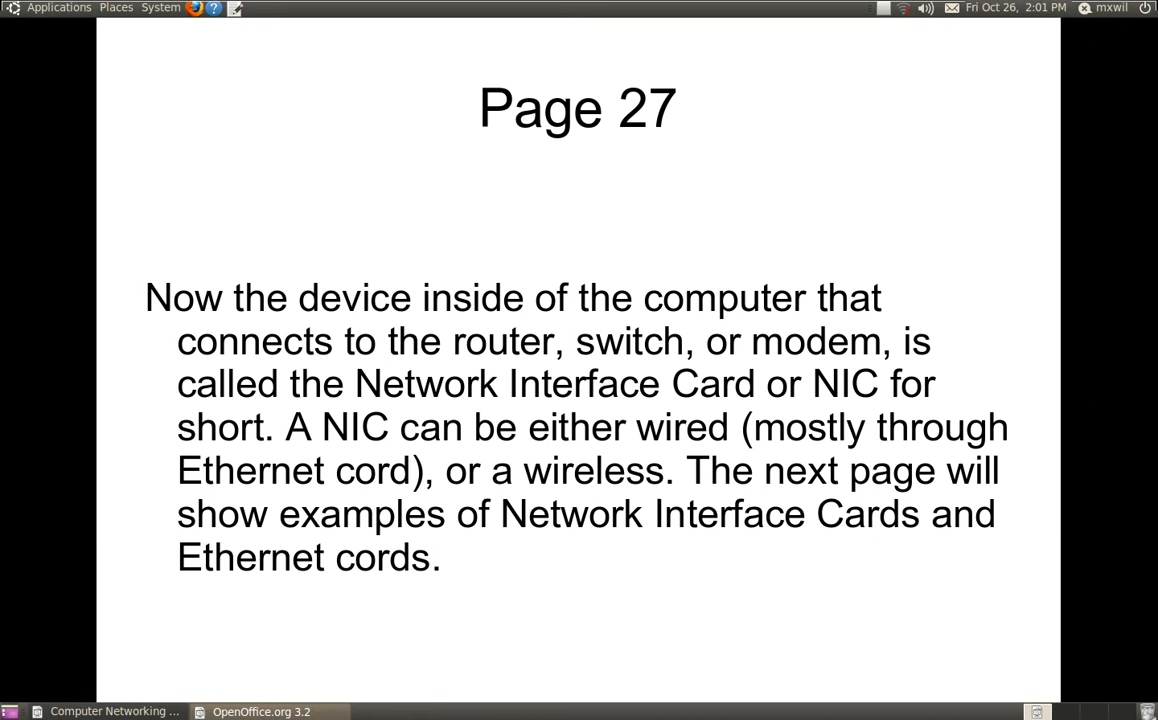 Applications Places System Fri Oct 26, 2:01 PM mxwil
Page 27
Now the device inside of the computer that
connects to the router, switch, or modem, is
called the Network Interface Card or NIC for
short. A NIC can be either wired (mostly through
Ethernet cord), or a wireless. The next page will
show examples of Network Interface Cards and
Ethernet cords.
Computer Networking ... OpenOffice.org 3.2